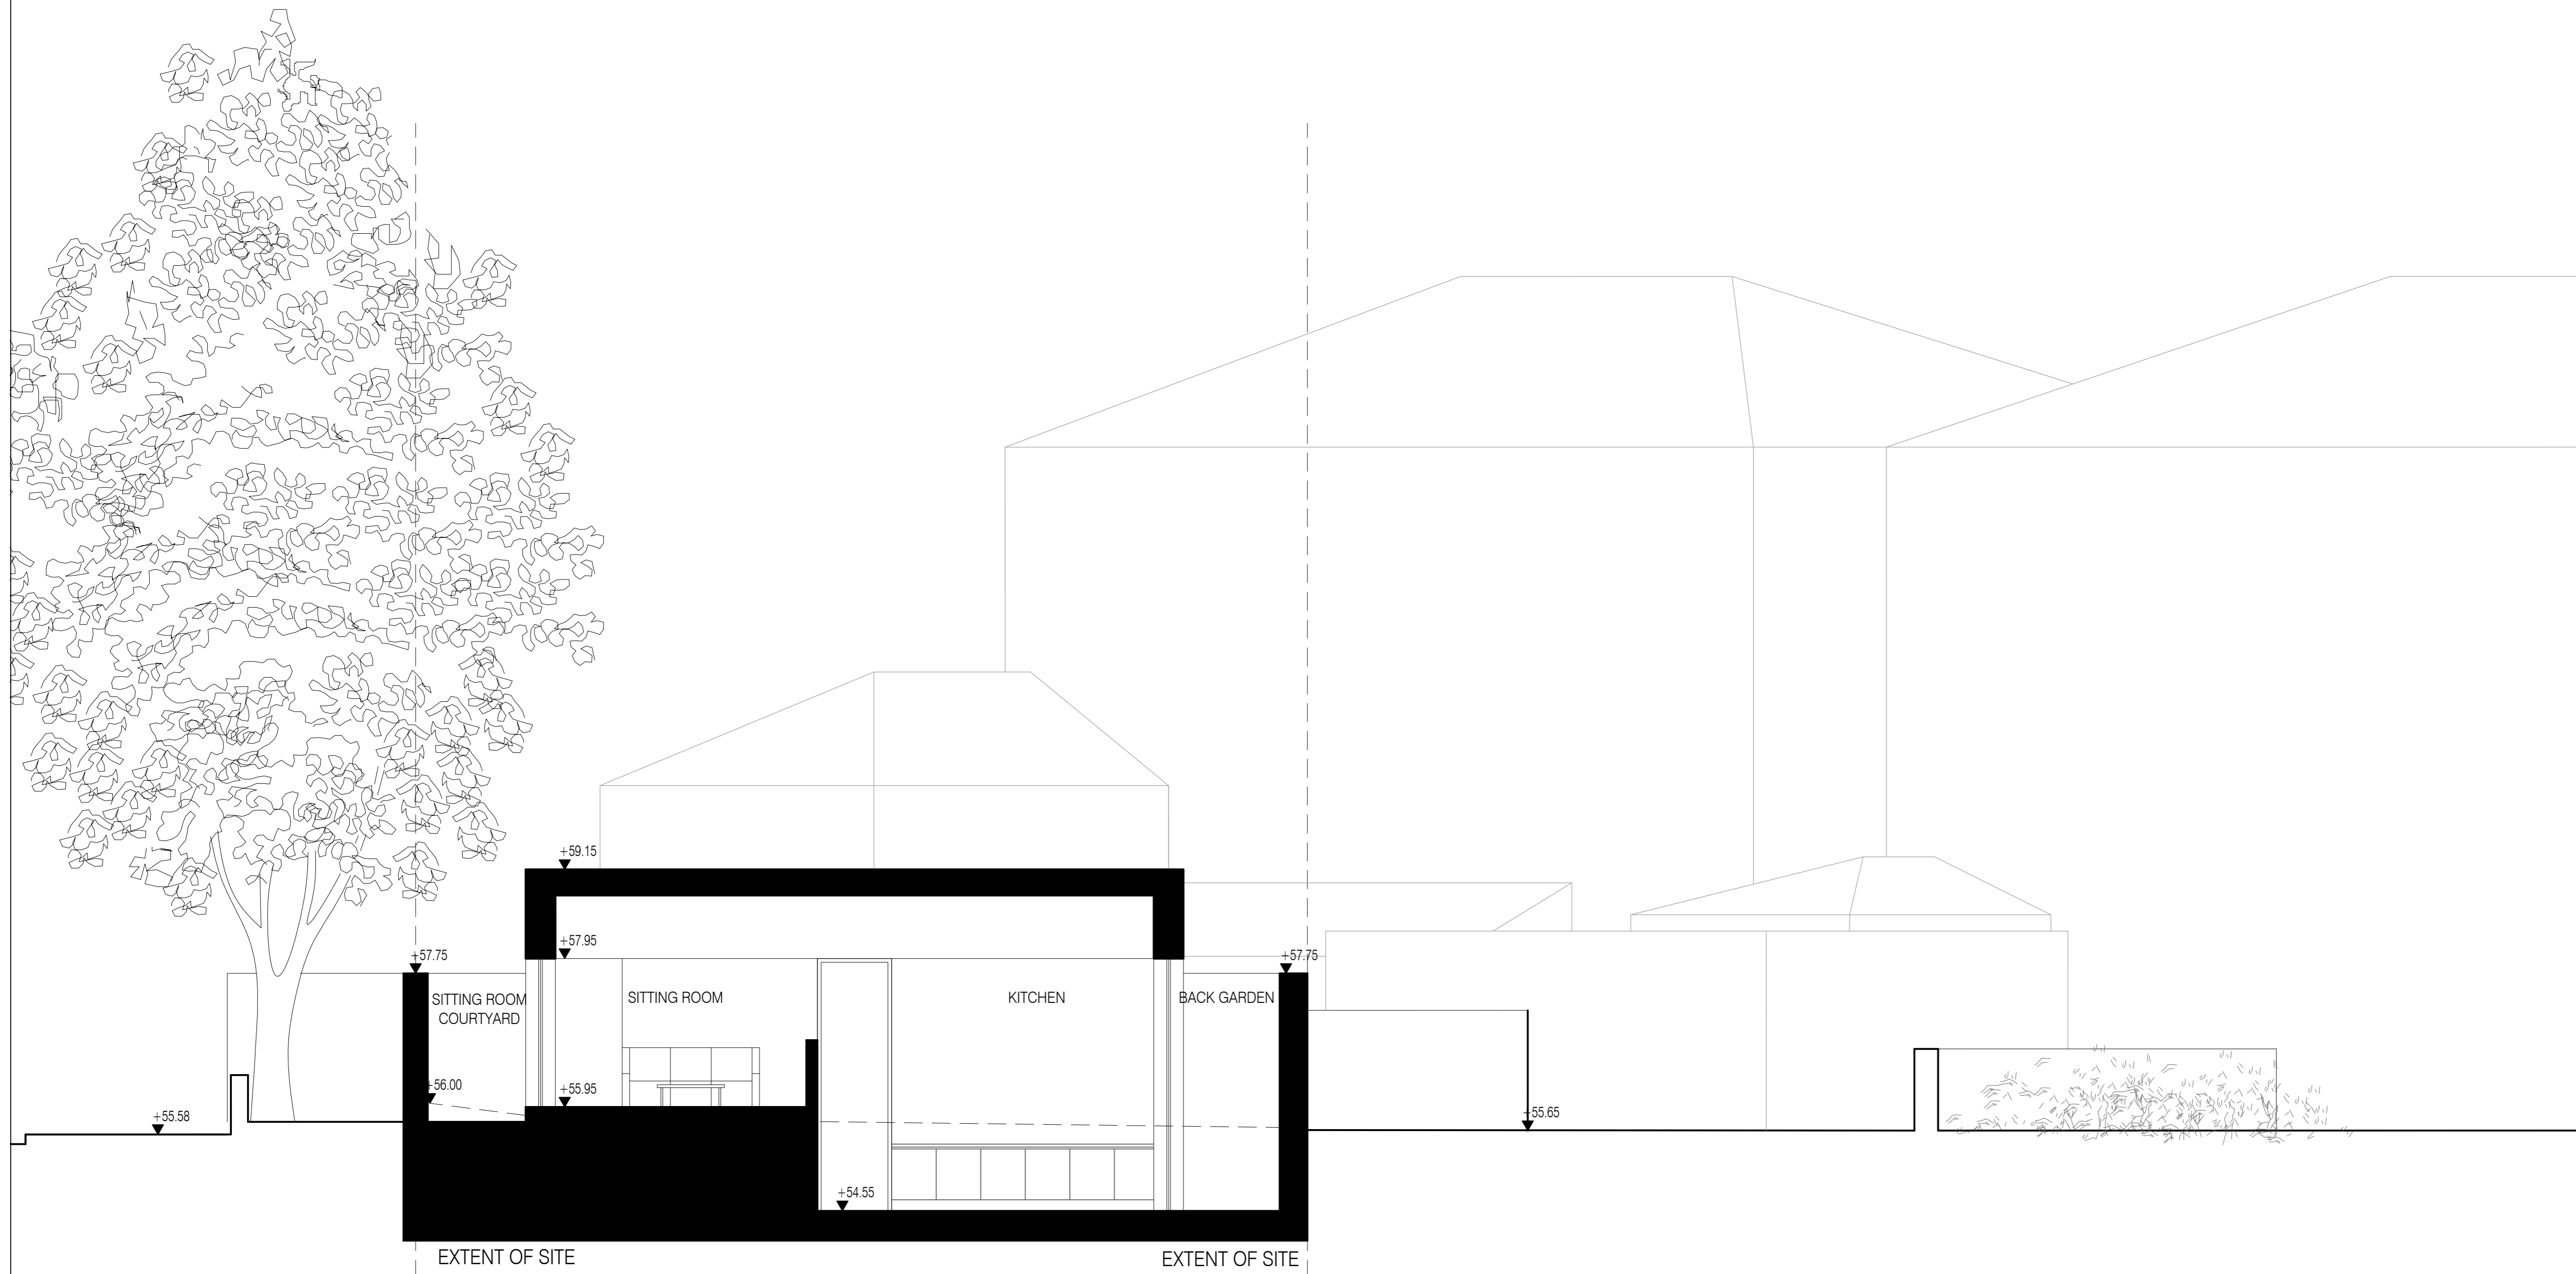 +59.15
+57.95
+57.75
+57.75
SITTING ROOM
COURTYARD
SITTING ROOM
KITCHEN
BACK GARDEN
+56.00
+55.95
+55.58
+55.65
+54.55
EXTENT OF SITE
EXTENT OF SITE